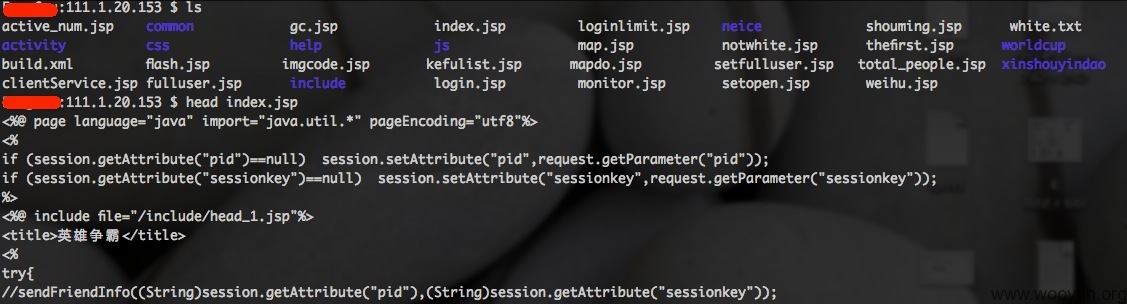 :111.1.20.153 $ ls
active_num.jsp common gc.jsp index.jsp loginlimit.jsp neice shouming.jsp white.txt
activity css help js map.jsp notwhite.jsp thefirst.jsp worldcup
build.xml flash.jsp imgcode.jsp kefulist.jsp mapdo.jsp setfulluser.jsp total_people.jsp xinshouyindao
clientService.jsp fulluser.jsp include login.jsp monitor.jsp setopen.jsp weihu.jsp
:111.1.20.153 $ head index.jsp
<%@ page language="java" import="java.util.*" pageEncoding="utf8"%>
<%
if (session.getAttribute("pid")==null)  session.setAttribute("pid",request.getParameter("pid"));
if (session.getAttribute("sessionkey")==null)  session.setAttribute("sessionkey",request.getParameter("sessionkey"));
%>
<%@ include file="/include/head_1.jsp"%>
<title>英雄争霸</title>
<%
try{
//sendFriendInfo((String)session.getAttribute("pid"),(String)session.getAttribute("sessionkey"));
www.wooyun.org